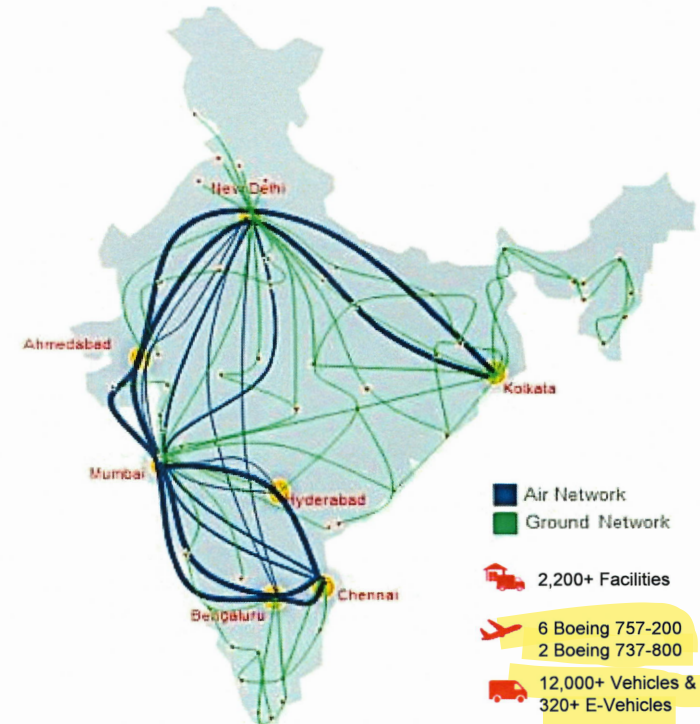 New Delhi
Ahmedabad
Kolkata
Mumbai
Hyderabad
Air Network
Ground Network
2,200+ Facilities
Chennai
Bengaluru
6 Boeing 757-200
2 Boeing 737-800
12,000+ Vehicles &
320+ E-Vehicles